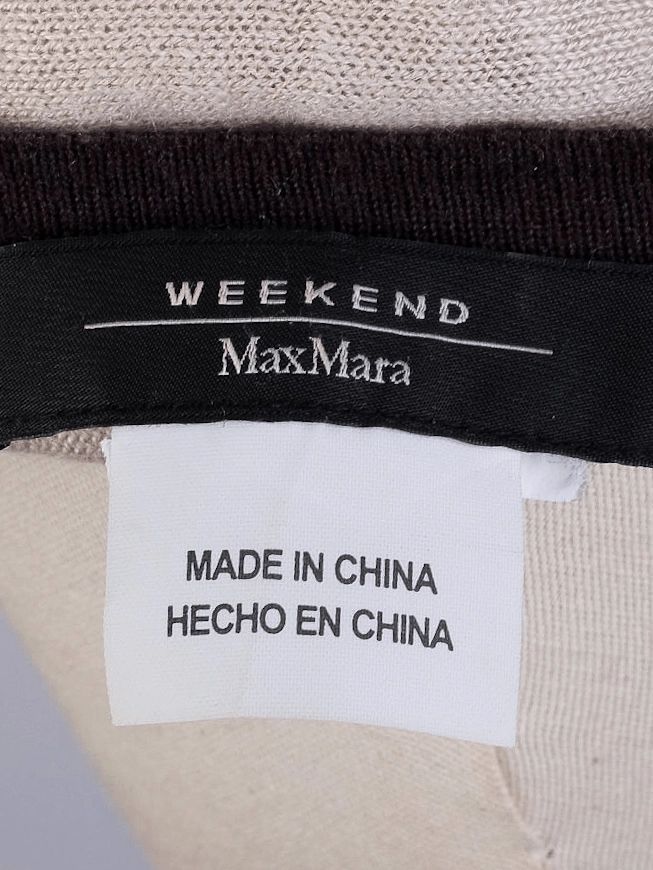 WEEKEND
MaxMara
MADE IN CHINA
HECHO EN CHINA